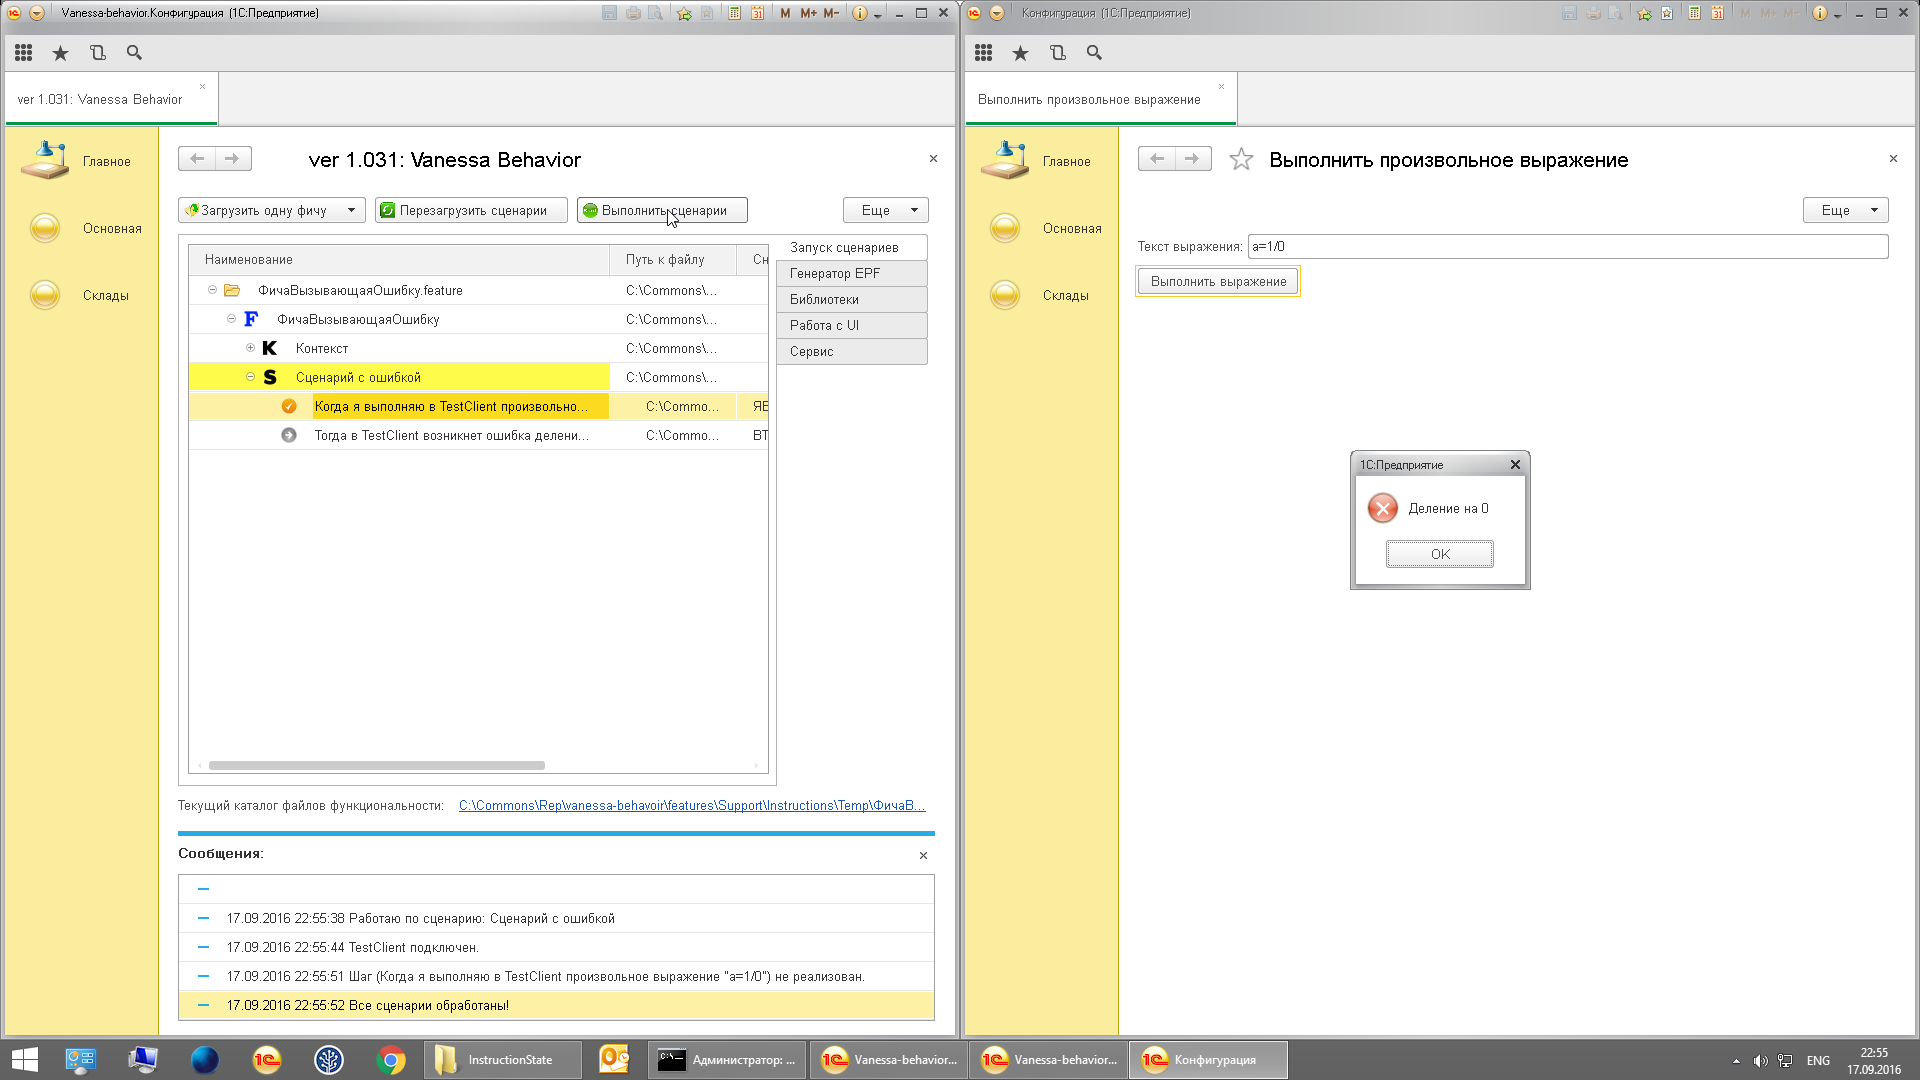 Vanessa-behavior.Конфигурация (1С:Предприятие)
M M+ M-
ver 1.031: Vanessa Behavior
Главное
Основная
Склады
ver 1.031: Vanessa Behavior
Загрузить одну фичу
Перезагрузить сценарии
Выполнить сценарии
Еще
Наименование Путь к файлу Сн
ФичаВызывающаяОшибку.feature C:\Commons\...
F ФичаВызывающаяОшибку C:\Commons\...
K Контекст C:\Commons\...
S Сценарий с ошибкой C:\Commons\...
Когда я выполняю в TestClient произвольно... C:\Commo... ЯВ
Тогда в TestClient возникнет ошибка делени... C:\Commo... ВТ
Запуск сценариев
Генератор EPF
Библиотеки
Работа с UI
Сервис
Текущий каталог файлов функциональности: C:\Commons\Rep\vanessa-behavoir\features\Support\Instructions\Temp\ФичаВ...
Сообщения:
17.09.2016 22:55:38 Работаю по сценарию: Сценарий с ошибкой
17.09.2016 22:55:44 TestClient подключен.
17.09.2016 22:55:51 Шаг (Когда я выполняю в TestClient произвольное выражение "а=1/0") не реализован.
17.09.2016 22:55:52 Все сценарии обработаны!
Конфигурация (1С:Предприятие)
M M+ M-
Выполнить произвольное выражение
Главное
Основная
Склады
Выполнить произвольное выражение
Еще
Текст выражения: а=1/0
Выполнить выражение
1С:Предприятие
Деление на 0
OK
InstructionState
Администратор: ...
Vanessa-behavior...
Vanessa-behavior...
Конфигурация
ENG
22:55
17.09.2016